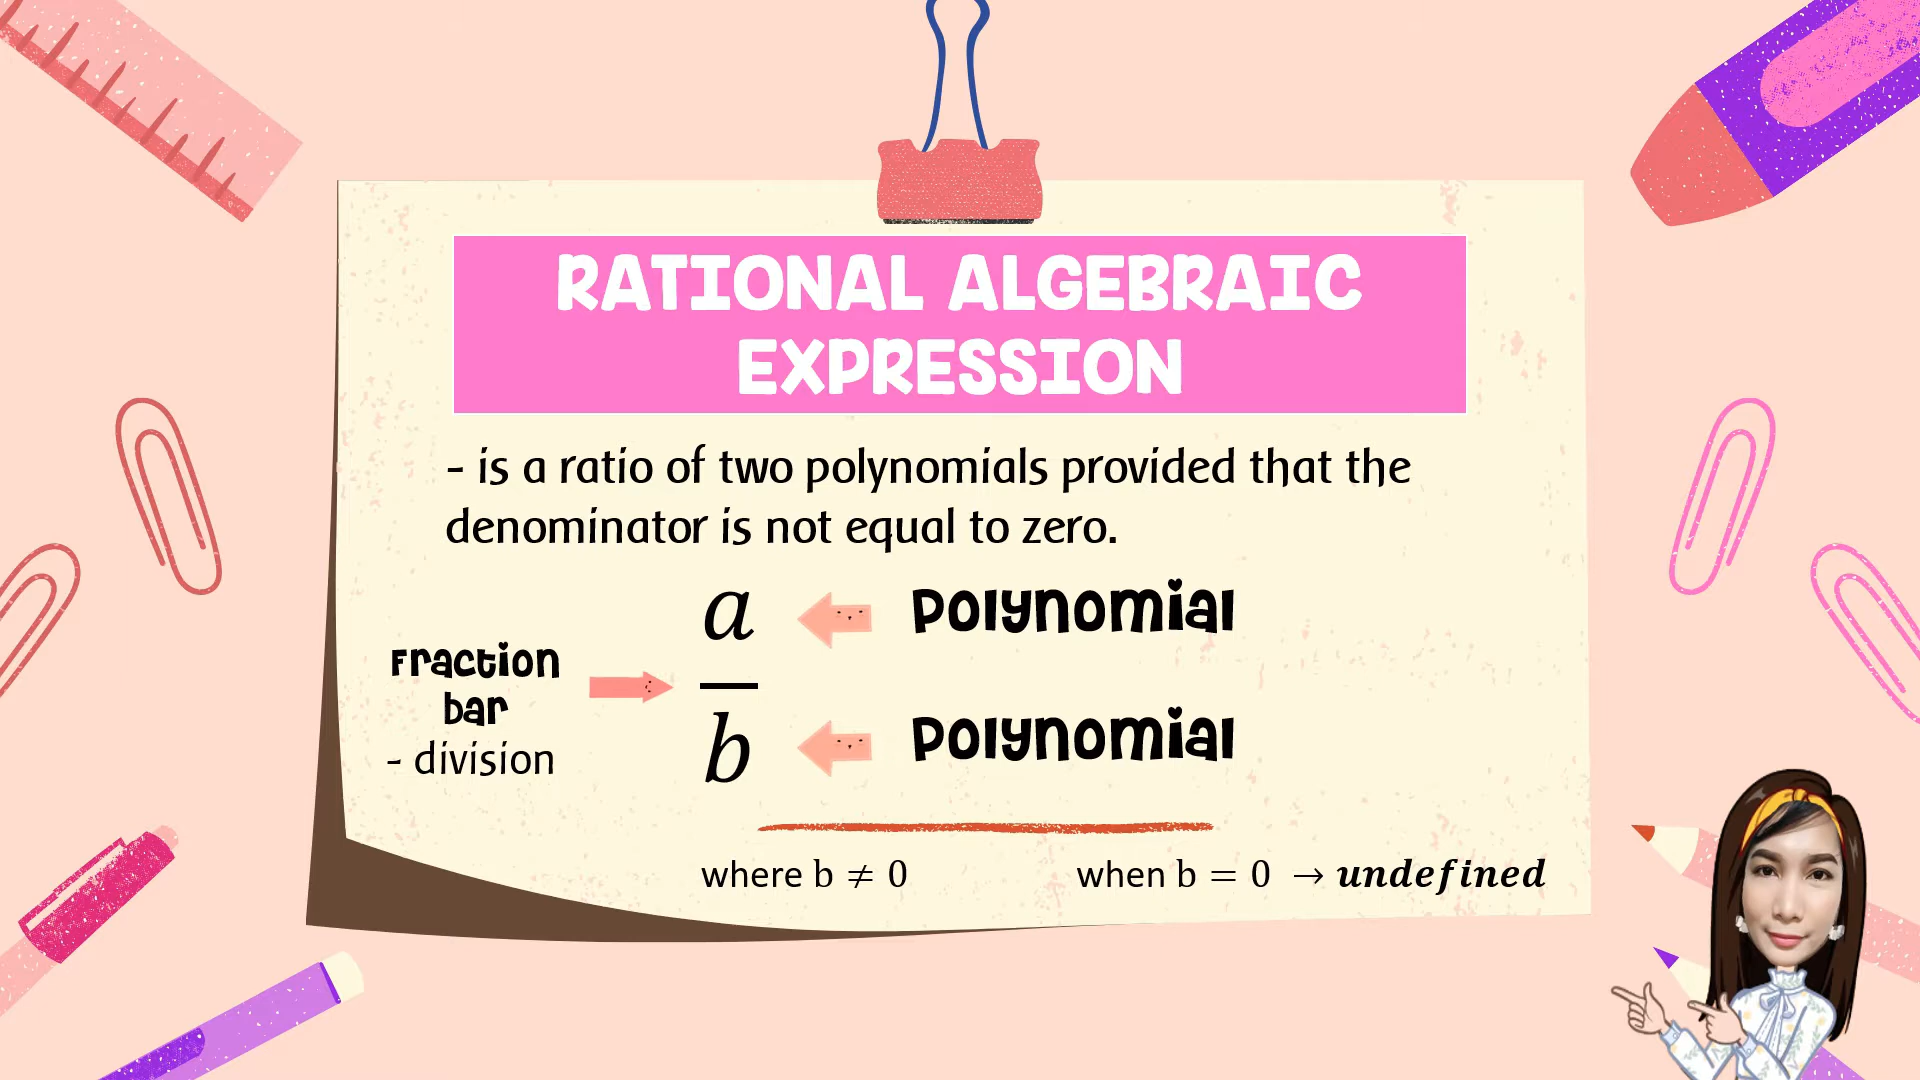 RATIONAL ALGEBRAIC
EXPRESSION
- is a ratio of two polynomials provided that the
denominator is not equal to zero.
a
Polynomial
Fraction
bar
- division
b
Polynomial
where b ≠ 0
when b = 0 → undefined